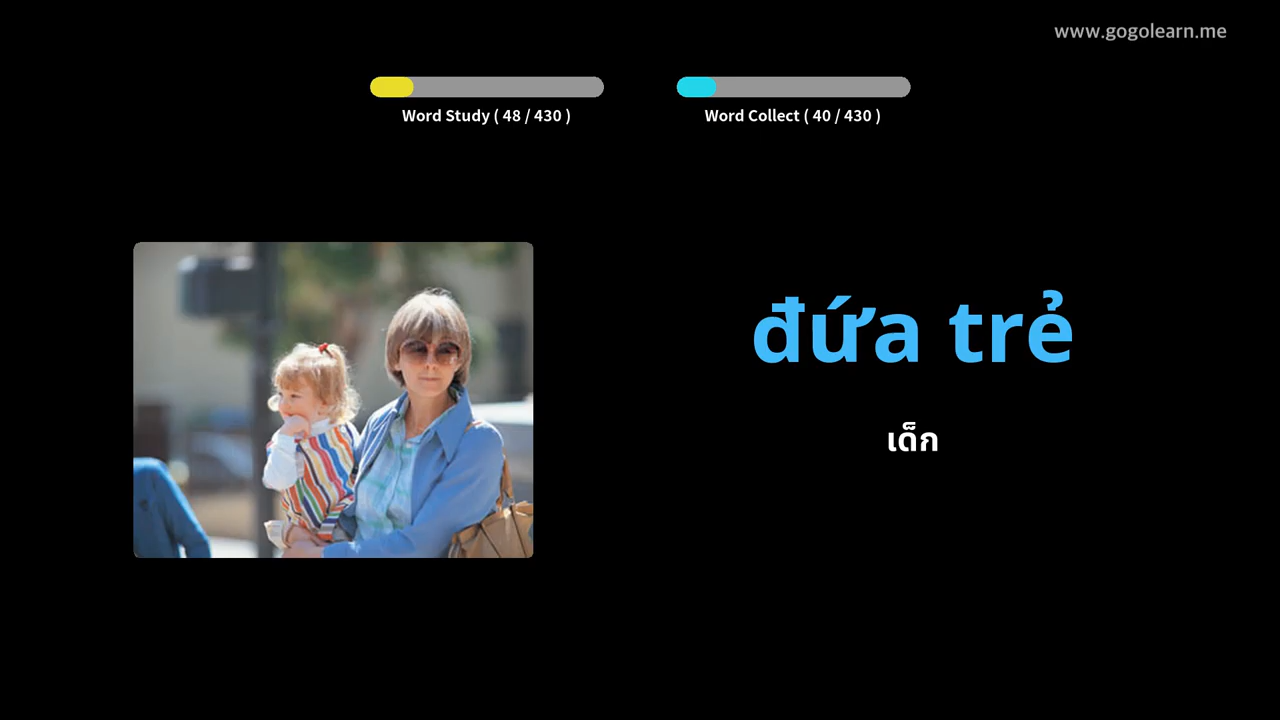 www.gogolearn.me
Word Study ( 48 / 430 )
Word Collect ( 40 / 430 )
đứa trẻ
เด็ก